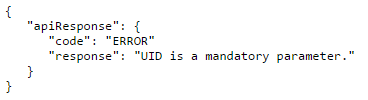 {
   "apiResponse": {
      "code": "ERROR"
      "response": "UID is a mandatory parameter."
   }
}